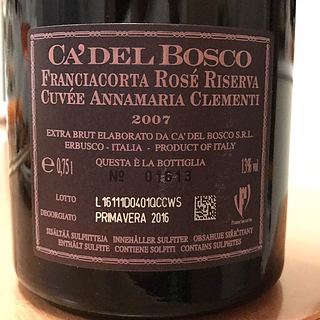 CA'DEL BOSCO
FRANCIACORTA ROSÉ RISERVA
CUVÉE ANNAMARIA CLEMENTI
2007
EXTRA BRUT ELABORATO DA CA'DEL BOSCO S.R.L.
ERBUSCO - ITALIA - PRODUCT OF ITALY
QUESTA È LA BOTTIGLIA
℮ 0,75 l Nº 01613 13% vol
LOTTO L16111D0401QCCWS
DEGORGIATO PRIMAVERA 2016
SISÄLTÄÄ SULFIITTEJA INNEHÅLLER SULFITER OBSAHUJE SIŘIČITANY
ENTHÄLT SULFITE CONTIENE SOLFITI CONTAINS SULPHITES